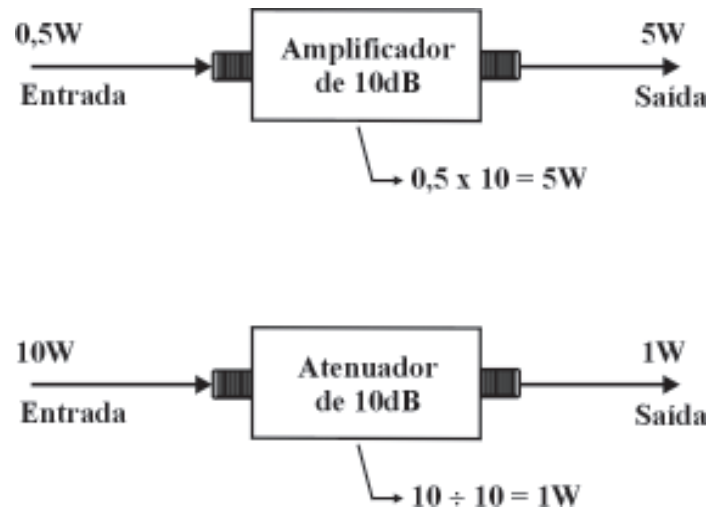 0,5W
Amplificador
de 10dB
5W
Entrada
Saída
0,5 x 10 = 5W
10W
Atenuador
de 10dB
1W
Entrada
Saída
10 ÷ 10 = 1W